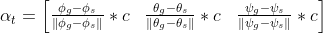 α_t = [ (φ_g − φ_s)/‖φ_g − φ_s‖ * c   (θ_g − θ_s)/‖θ_g − θ_s‖ * c   (ψ_g − ψ_s)/‖ψ_g − ψ_s‖ * c ]